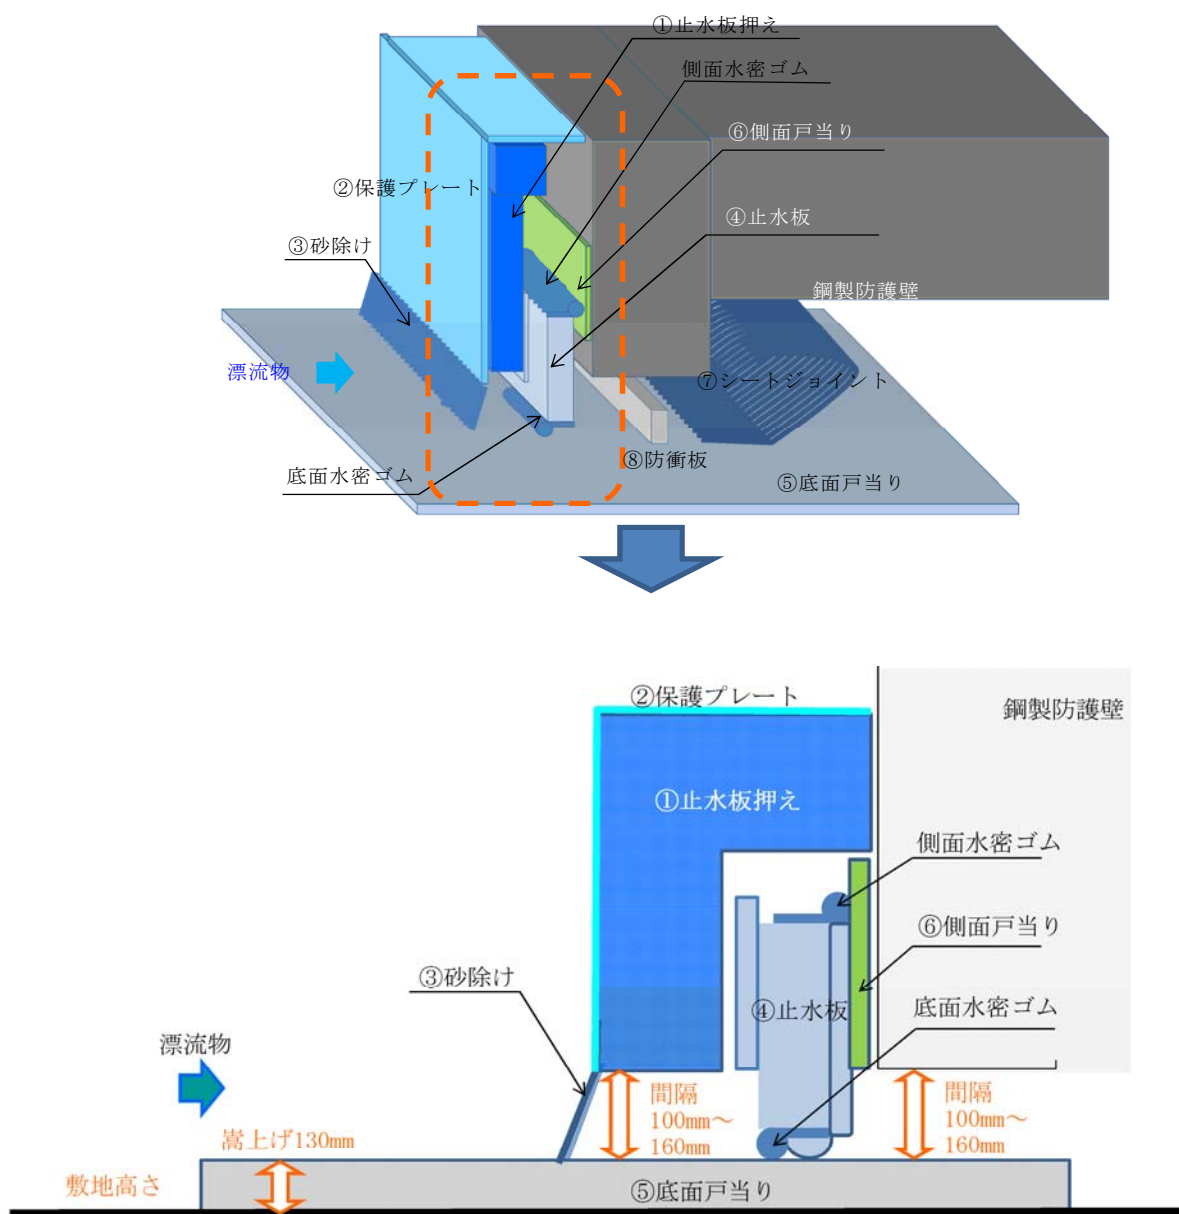 ①止水板押え
側面水密ゴム
⑥側面戸当り
②保護プレート
④止水板
③砂除け
鋼製防護壁
漂流物
⑦シートジョイント
⑧防衝板
底面水密ゴム
⑤底面戸当り
②保護プレート
鋼製防護壁
①止水板押え
側面水密ゴム
⑥側面戸当り
③砂除け
④止水板
底面水密ゴム
漂流物
間隔
100mm～
160mm
間隔
100mm～
160mm
嵩上げ130mm
敷地高さ
⑤底面戸当り